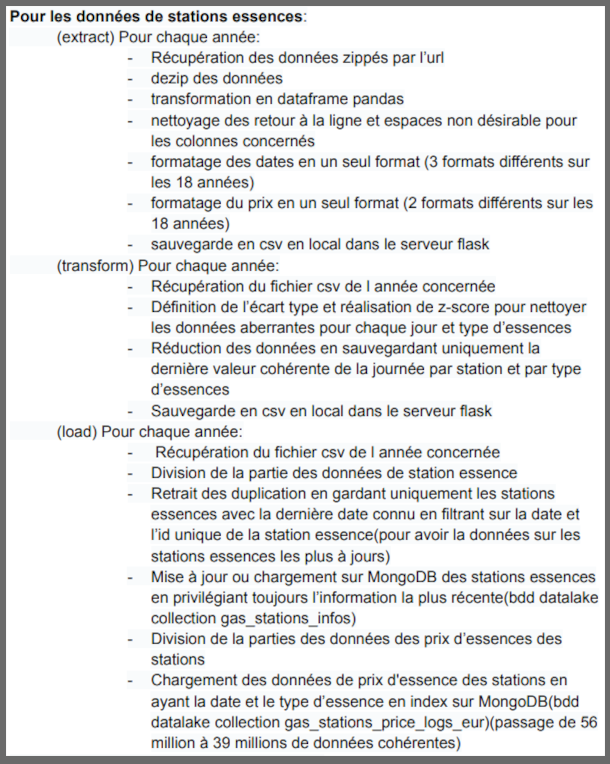 Pour les données de stations essences:
(extract) Pour chaque année:
- Récupération des données zippés par l'url
- dezip des données
- transformation en dataframe pandas
- nettoyage des retour à la ligne et espaces non désirable pour
les colonnes concernés
- formatage des dates en un seul format (3 formats différents sur
les 18 années)
- formatage du prix en un seul format (2 formats différents sur les
18 années)
- sauvegarde en csv en local dans le serveur flask
(transform) Pour chaque année:
- Récupération du fichier csv de l année concernée
- Définition de l'écart type et réalisation de z-score pour nettoyer
les données aberrantes pour chaque jour et type d'essences
- Réduction des données en sauvegardant uniquement la
dernière valeur cohérente de la journée par station et par type
d'essences
- Sauvegarde en csv en local dans le serveur flask
(load) Pour chaque année:
- Récupération du fichier csv de l année concernée
- Division de la partie des données de station essence
- Retrait des duplication en gardant uniquement les stations
essences avec la dernière date connu en filtrant sur la date et
l'id unique de la station essence(pour avoir la données sur les
stations essences les plus à jours)
- Mise à jour ou chargement sur MongoDB des stations essences
en privilégiant toujours l'information la plus récente(bdd datalake
collection gas_stations_infos)
- Division de la parties des données des prix d'essences des
stations
- Chargement des données de prix d'essence des stations en
ayant la date et le type d'essence en index sur MongoDB(bdd
datalake collection gas_stations_price_logs_eur)(passage de 56
million à 39 millions de données cohérentes)